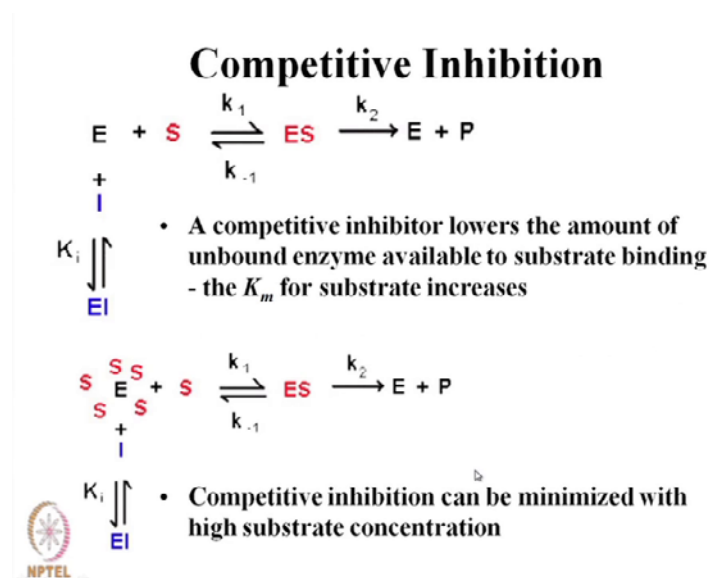 Competitive Inhibition
k1 k2
E + S ⇌ ES → E + P
k-1
+
I
Ki
EI
• A competitive inhibitor lowers the amount of
unbound enzyme available to substrate binding
- the Km for substrate increases
S S
k1 k2
S E + S ⇌ ES → E + P
S S
k-1
+
I
Ki
EI
• Competitive inhibition can be minimized with
high substrate concentration
NPTEL